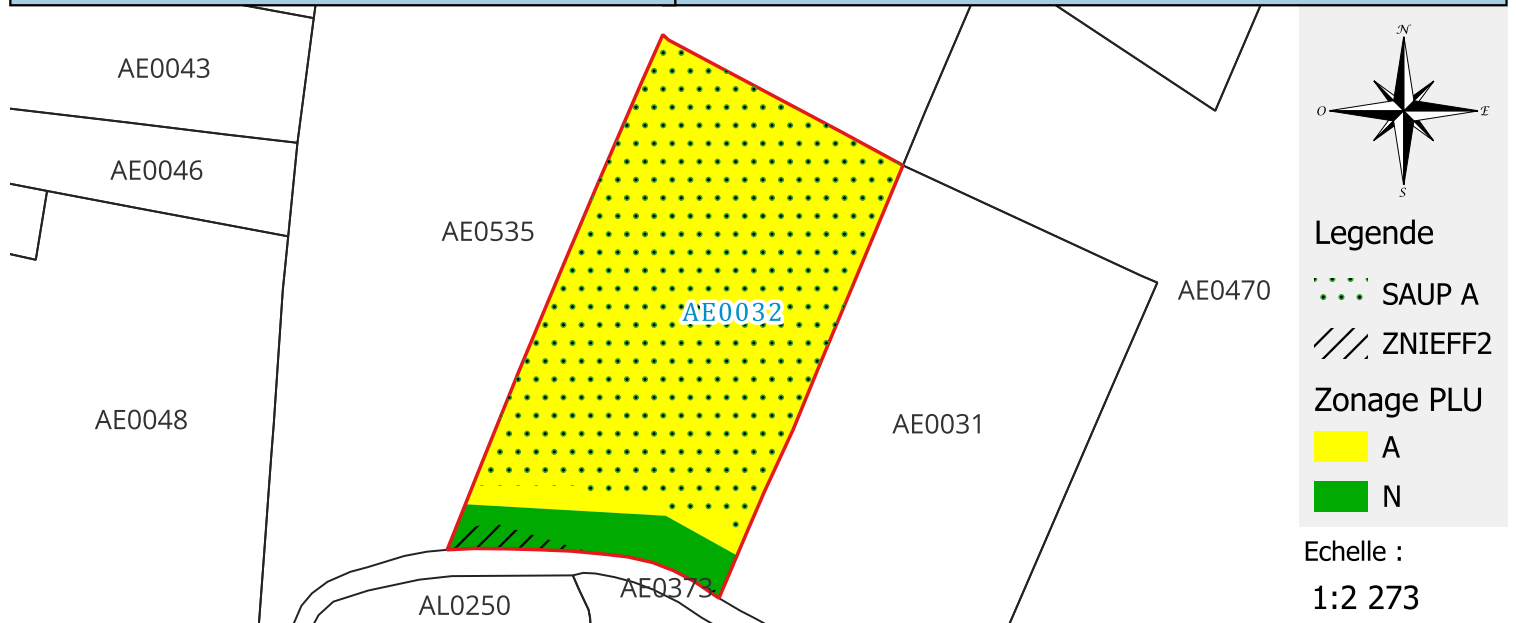 AE0043
AE0046
AE0535
AE0032
AE0048
AE0031
AE0470
AE0373
AL0250
N
O
E
S
Legende
SAUP A
ZNIEFF2
Zonage PLU
A
N
Echelle :
1:2 273